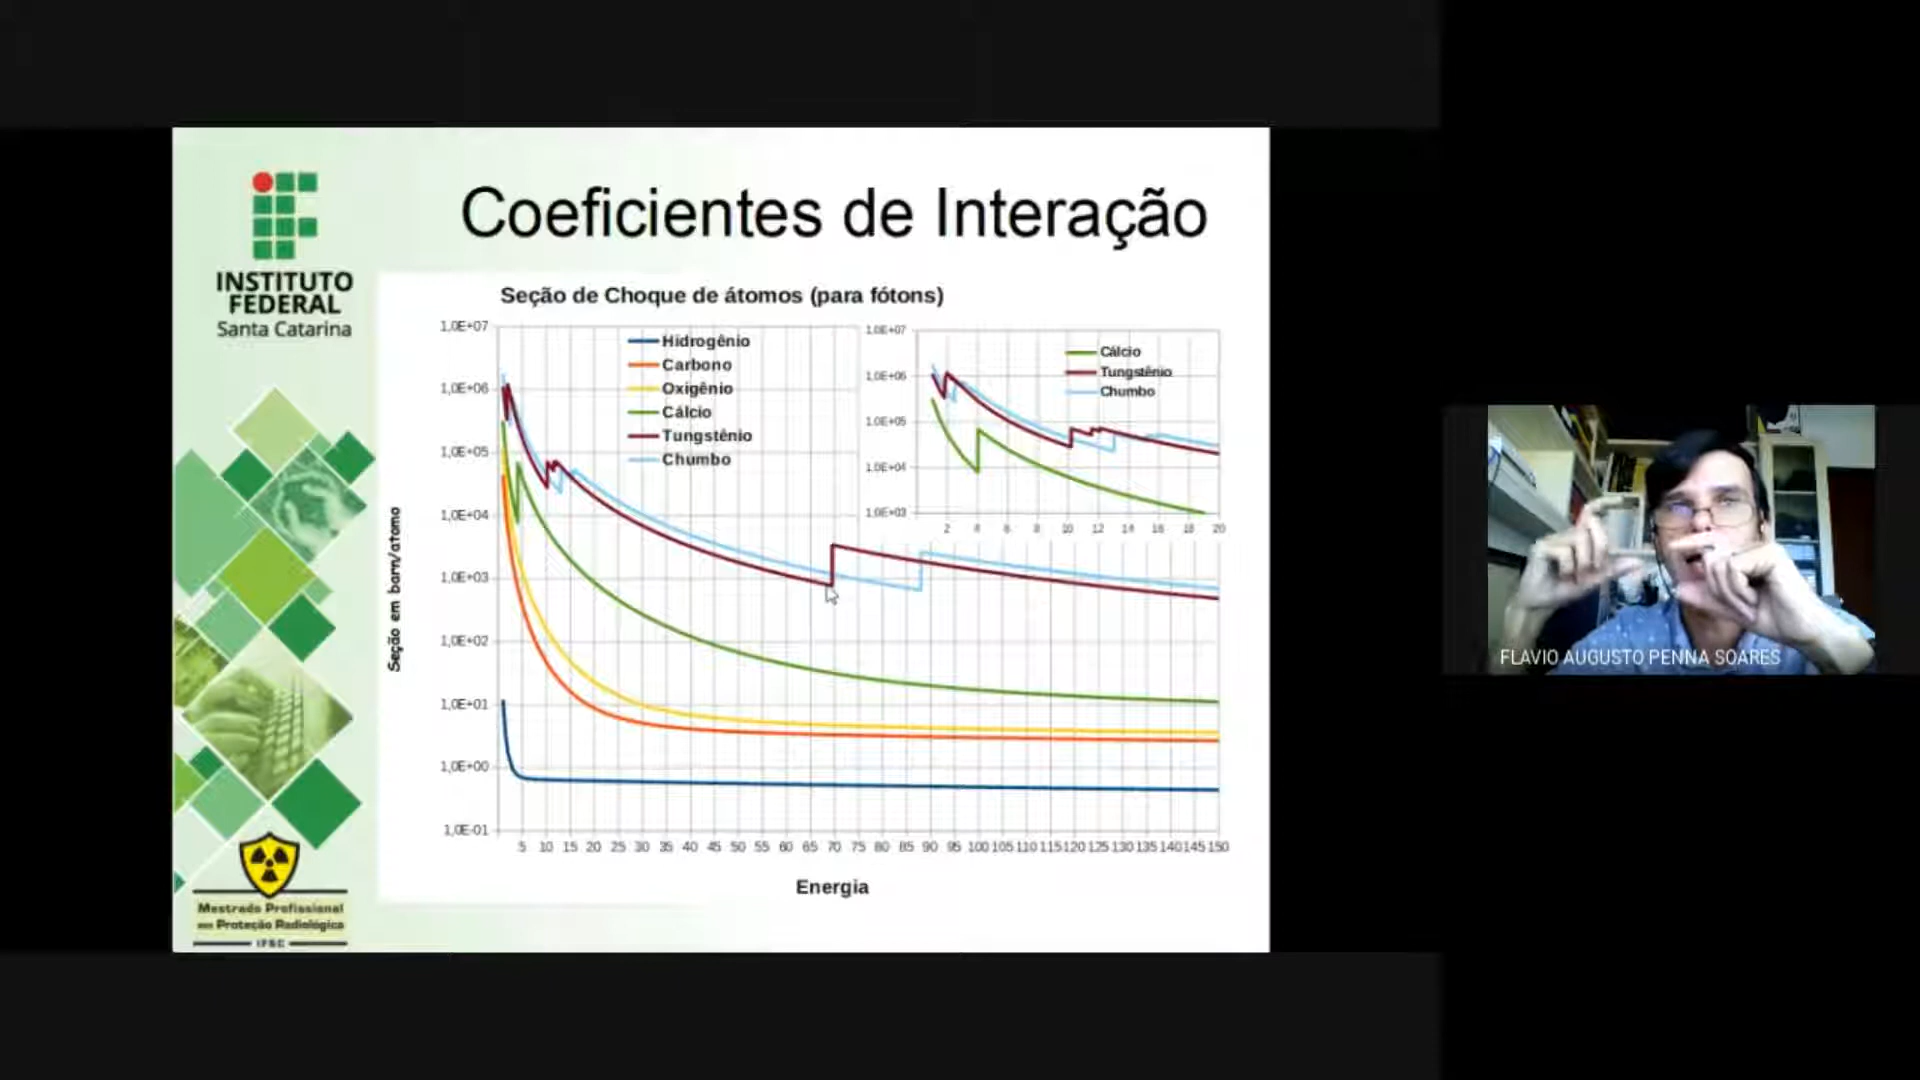 INSTITUTO
FEDERAL
Santa Catarina
Coeficientes de Interação
Seção de Choque de átomos (para fótons)
1,0E+07
1,0E+06
1,0E+05
1,0E+04
1,0E+03
1,0E+02
1,0E+01
1,0E+00
1,0E-01
Seção em barn/atomo
Hidrogênio
Carbono
Oxigênio
Cálcio
Tungstênio
Chumbo
1,0E+07
1,0E+06
1,0E+05
1,0E+04
1,0E+03
Cálcio
Tungstênio
Chumbo
2 4 6 8 10 12 14 16 18 20
5 10 15 20 25 30 35 40 45 50 55 60 65 70 75 80 85 90 95 100 105 110 115 120 125 130 135 140 145 150
Energia
Mestrado Profissional
em Proteção Radiológica
IFSC
FLAVIO AUGUSTO PENNA SOARES